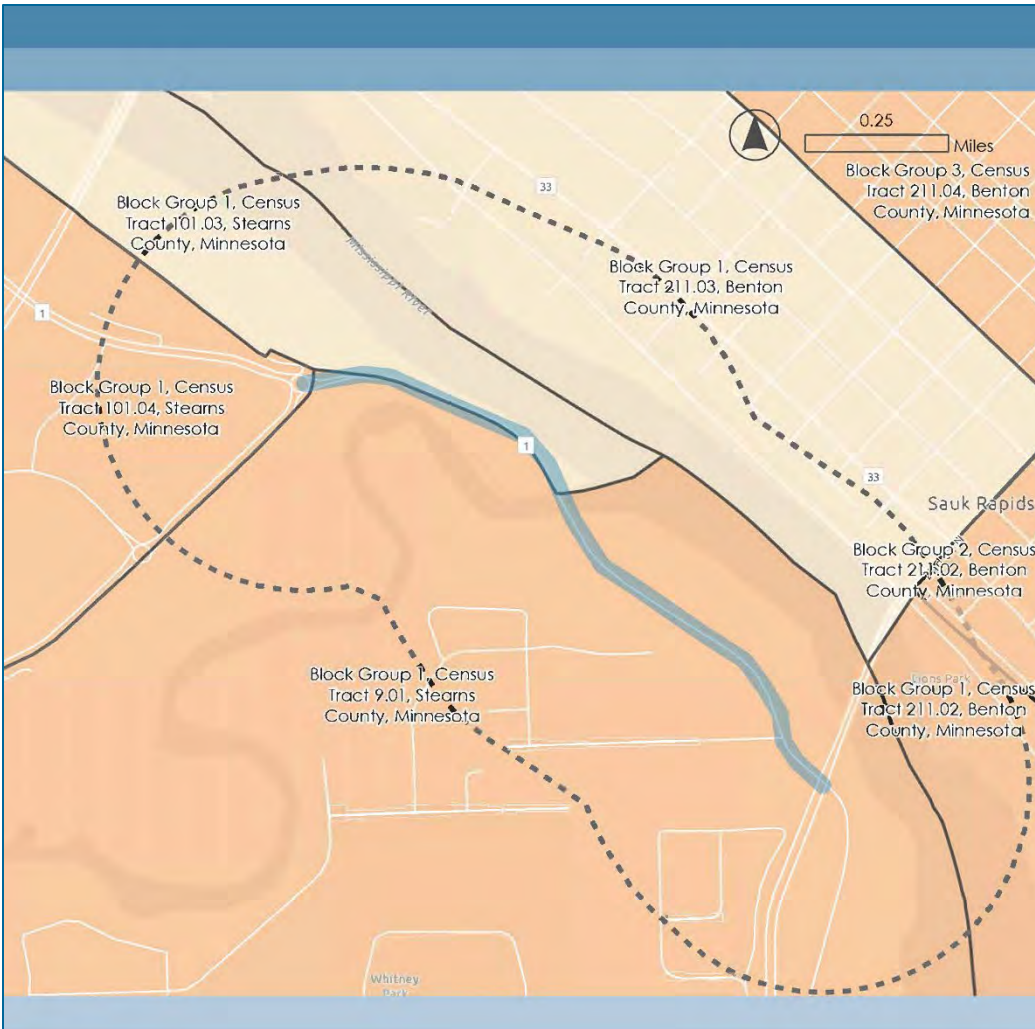 0.25
Miles
Block Group 3, Census
Tract 211.04, Benton
County, Minnesota
33
Block Group 1, Census
Tract 101.03, Stearns
County, Minnesota
Mississippi River
Block Group 1, Census
Tract 211.03, Benton
County, Minnesota
1
Block Group 1, Census
Tract 101.04, Stearns
County, Minnesota
1
33
Sauk Rapids
Block Group 2, Census
Tract 211.02, Benton
County, Minnesota
Block Group 1, Census
Tract 9.01, Stearns
County, Minnesota
Lions Park
Block Group 1, Census
Tract 211.02, Benton
County, Minnesota
Whitney
Park